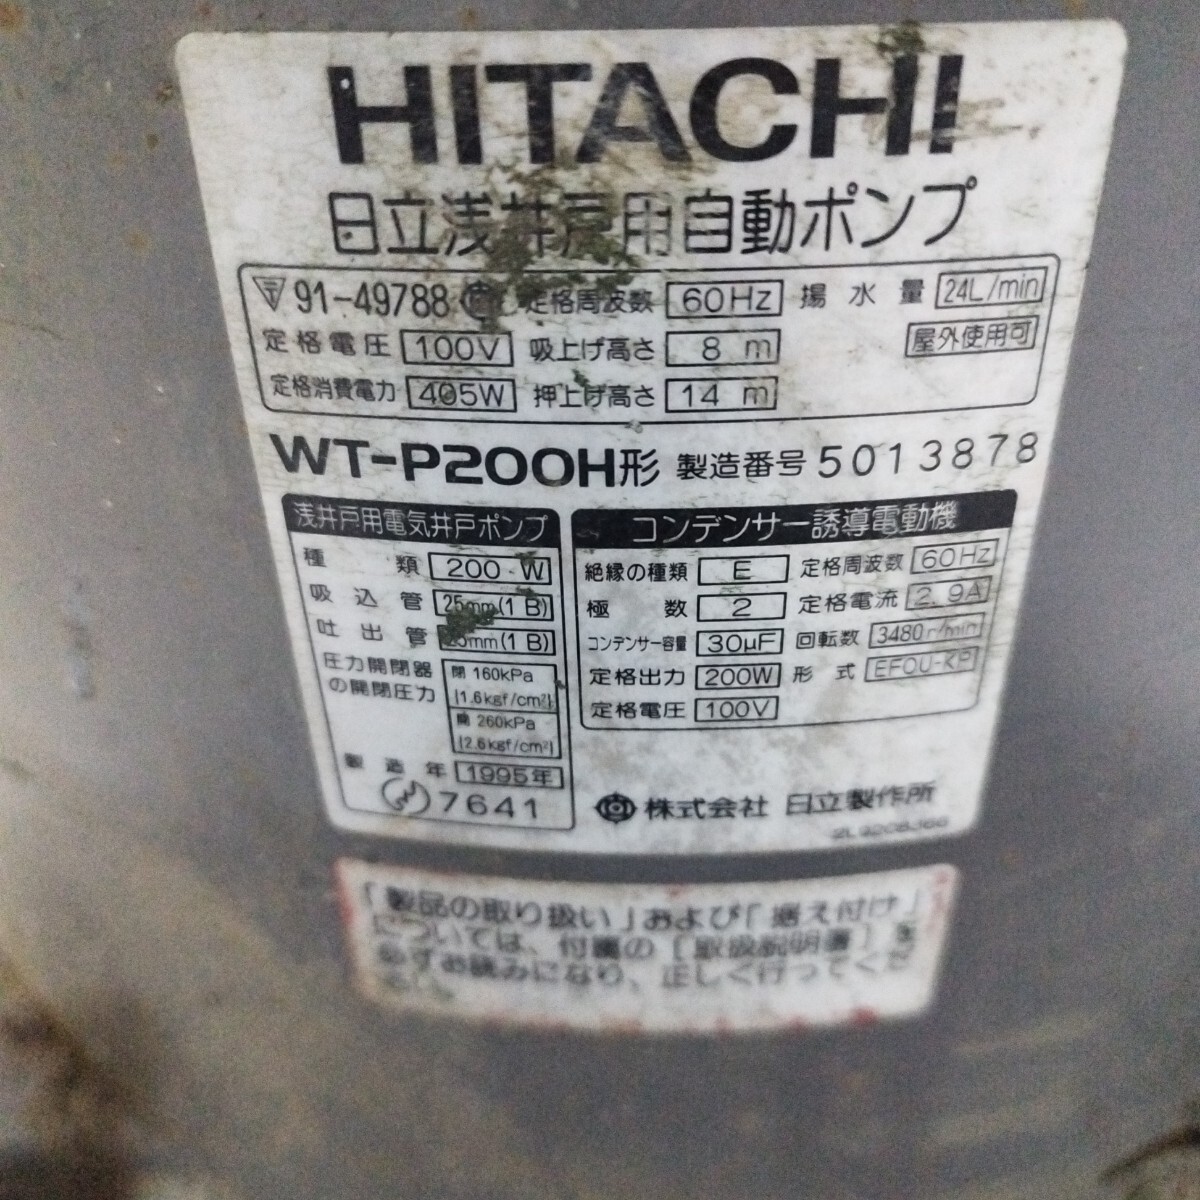 HITACHI
日立浅井戸用自動ポンプ
91-49788 定格周波数 60Hz 揚水量 24L/min
定格電圧 100V 吸上げ高さ 8 m 屋外使用可
定格消費電力 405W 押上げ高さ 14 m
WT-P200H形 製造番号 5013878
浅井戸用電気井戸ポンプ
種類 200 W
吸込管 25mm(1 B)
吐出管 25mm(1 B)
圧力開閉器の開閉圧力 閉 160kPa
(1.6kgf/cm²)
開 260kPa
(2.6kgf/cm²)
製造年 1995年
7641
コンデンサー誘導電動機
絶縁の種類 E 定格周波数 60Hz
極数 2 定格電流 2.9A
コンデンサー容量 30μF 回転数 3480r/min
定格出力 200W 形式 EFOU-KP
定格電圧 100V
株式会社 日立製作所
「製品の取り扱い」および「据え付け」
については、付属の［取扱説明書］を
必ずお読みになり、正しく行ってくだ